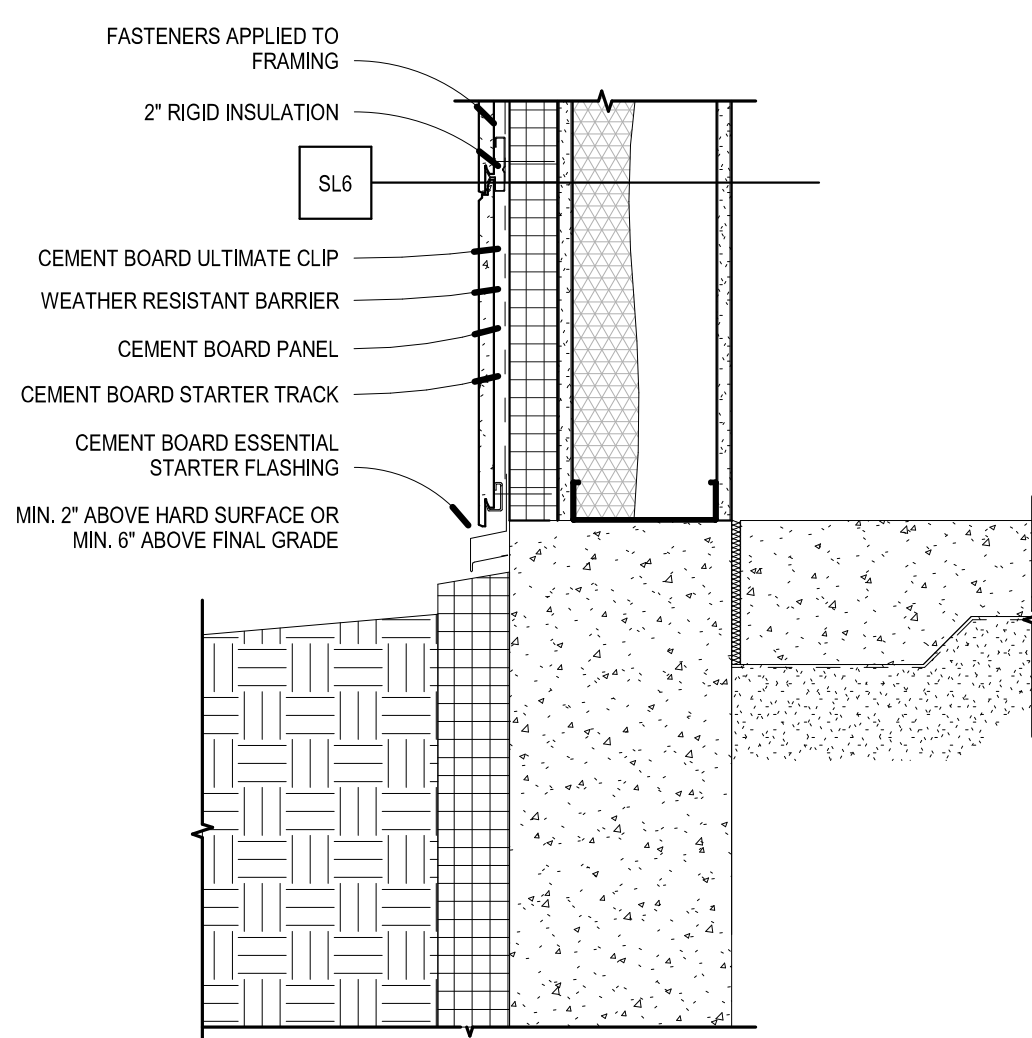 FASTENERS APPLIED TO
FRAMING
2" RIGID INSULATION
SL6
CEMENT BOARD ULTIMATE CLIP
WEATHER RESISTANT BARRIER
CEMENT BOARD PANEL
CEMENT BOARD STARTER TRACK
CEMENT BOARD ESSENTIAL
STARTER FLASHING
MIN. 2" ABOVE HARD SURFACE OR
MIN. 6" ABOVE FINAL GRADE